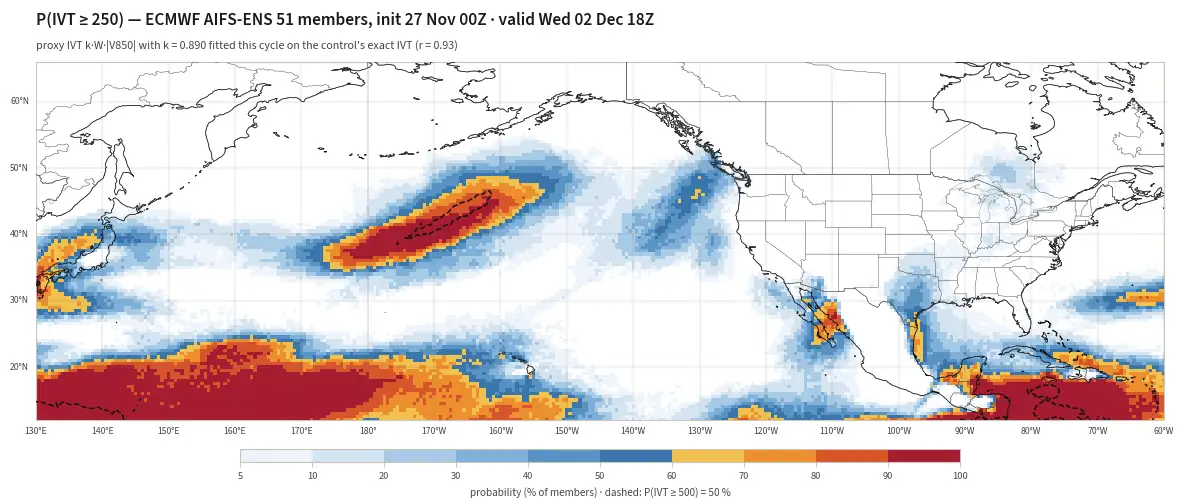 P(IVT ≥ 250) — ECMWF AIFS-ENS 51 members, init 27 Nov 00Z · valid Wed 02 Dec 18Z
proxy IVT k·W·|V850| with k = 0.890 fitted this cycle on the control's exact IVT (r = 0.93)
60°N
50°N
40°N
30°N
20°N
130°E 140°E 150°E 160°E 170°E 180° 170°W 160°W 150°W 140°W 130°W 120°W 110°W 100°W 90°W 80°W 70°W 60°W
5 10 20 30 40 50 60 70 80 90 100
probability (% of members) · dashed: P(IVT ≥ 500) = 50 %